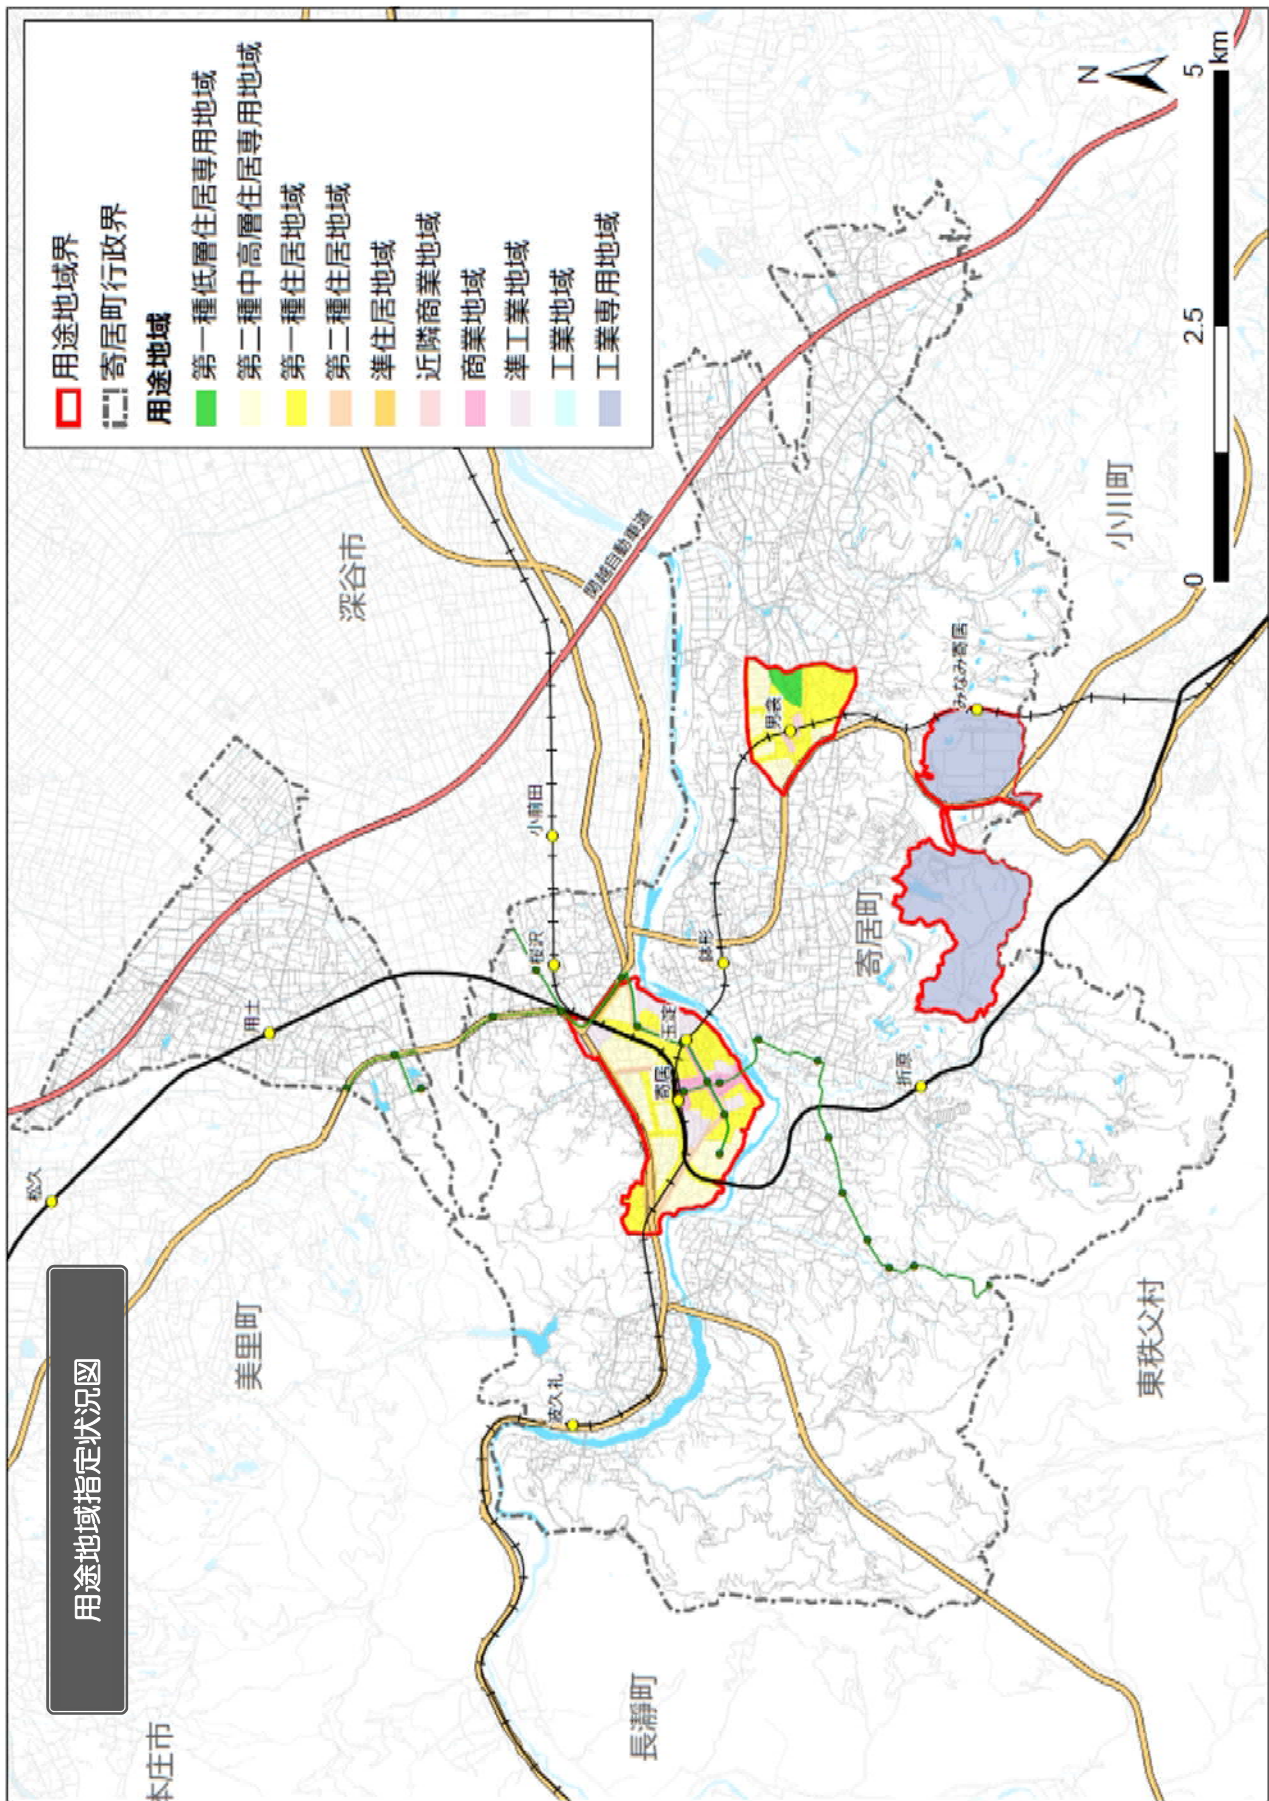 用途地域指定状況図
用途地域界
寄居町行政界
用途地域
第一種低層住居専用地域
第二種中高層住居専用地域
第一種住居地域
第二種住居地域
準住居地域
近隣商業地域
商業地域
準工業地域
工業地域
工業専用地域
本庄市
美里町
深谷市
長瀞町
寄居町
東秩父村
小川町
松久
用土
小前田
桜沢
波久礼
寄居
玉淀
鉢形
男衾
折原
みなみ寄居
関越自動車道
N
0
2.5
5
km